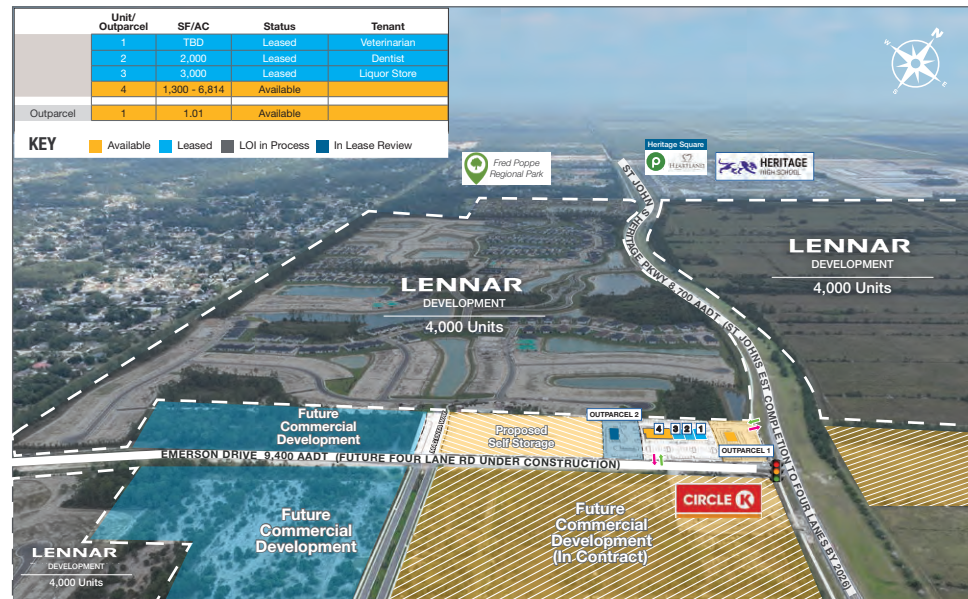 Unit/ Outparcel SF/AC Status Tenant
1 TBD Leased Veterinarian
2 2,000 Leased Dentist
3 3,000 Leased Liquor Store
4 1,300 - 6,814 Available
Outparcel 1 1.01 Available
KEY Available Leased LOI in Process In Lease Review
N
W
E
S
Fred Poppe
Regional Park
Heritage Square
HEARTLAND
HERITAGE
HIGH SCHOOL
ST JOHN'S HERITAGE PKWY 8,700 AADT (ST JOHNS EST COMPLETION TO FOUR LANES BY 2026)
LENNAR
DEVELOPMENT
4,000 Units
LENNAR
DEVELOPMENT
4,000 Units
Future
Commercial
Development
Proposed
Self Storage
OUTPARCEL 2
4 3 2 1
OUTPARCEL 1
EMERSON DRIVE 9,400 AADT (FUTURE FOUR LANE RD UNDER CONSTRUCTION)
CIRCLE K
Future
Commercial
Development
Future
Commercial
Development
(In Contract)
LENNAR
DEVELOPMENT
4,000 Units